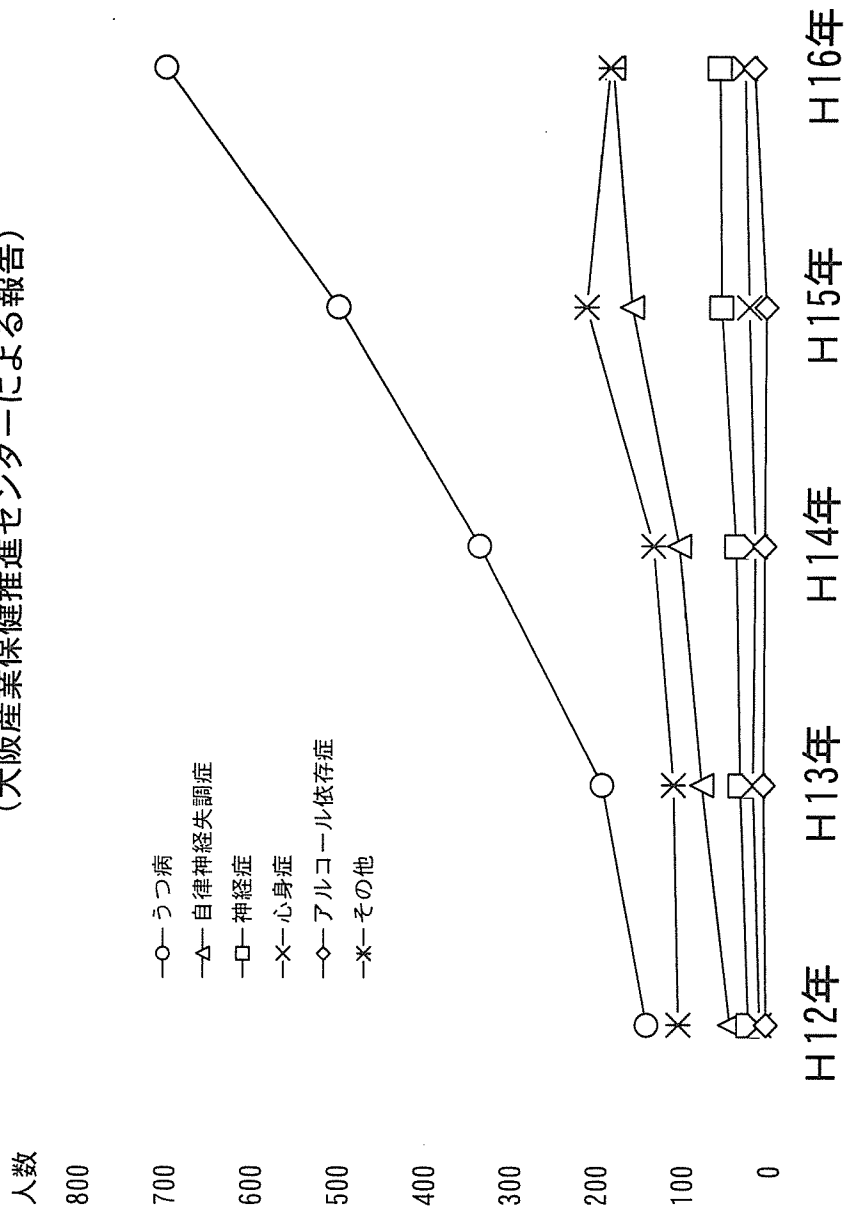 (大阪産業保健推進センターによる報告)
人数
800
700
600
500
400
300
200
100
0
うつ病
自律神経失調症
神経症
心身症
アルコール依存症
その他
H12年
H13年
H14年
H15年
H16年